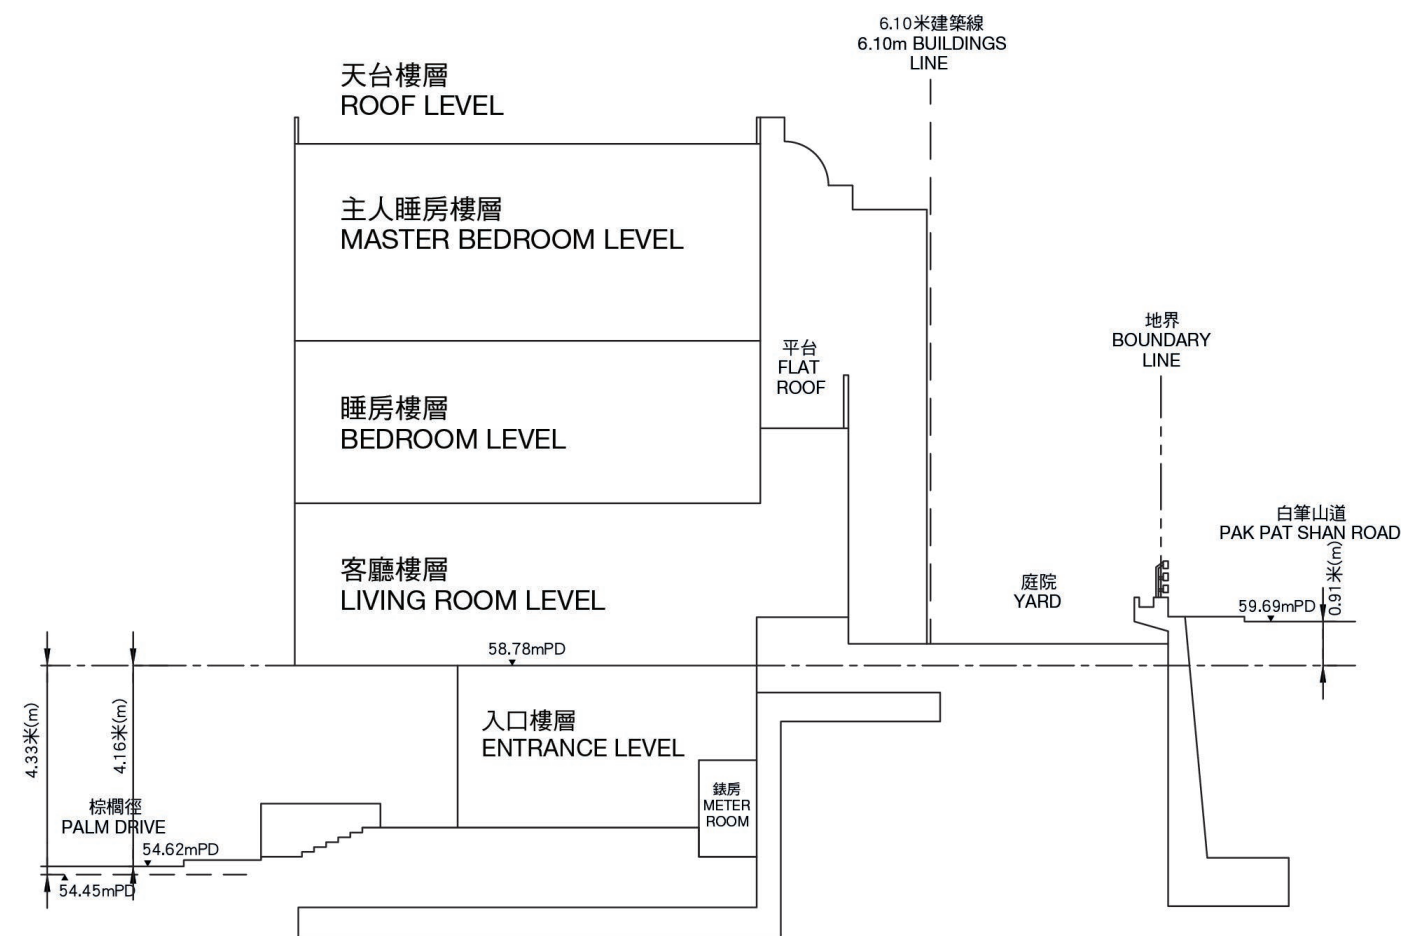 6.10米建築線
6.10m BUILDINGS
LINE
天台樓層
ROOF LEVEL
主人睡房樓層
MASTER BEDROOM LEVEL
平台
FLAT
ROOF
地界
BOUNDARY
LINE
睡房樓層
BEDROOM LEVEL
白筆山道
PAK PAT SHAN ROAD
客廳樓層
LIVING ROOM LEVEL
庭院
YARD
59.69mPD
0.91米(m)
58.78mPD
4.33米(m)
4.16米(m)
入口樓層
ENTRANCE LEVEL
錶房
METER
ROOM
棕櫚徑
PALM DRIVE
54.62mPD
54.45mPD